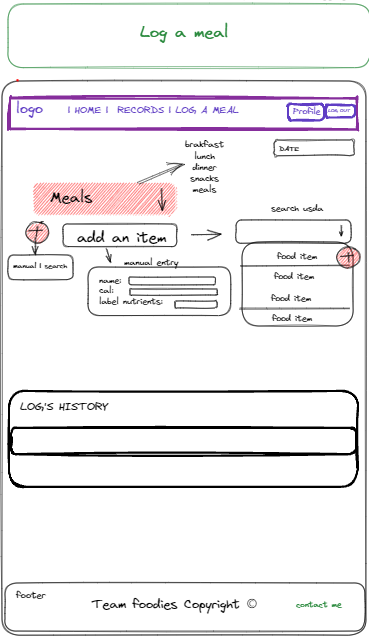 Log a meal
logo
| HOME | RECORDS | LOG A MEAL
Profile
LOG OUT
brakfast
lunch
dinner
snacks
meals
DATE
Meals
search usda
add an item
manual | search
manual entry
name:
cal:
label nutrients:
food item
food item
food item
food item
LOG'S HISTORY
footer
Team foodies Copyright ©
contact me